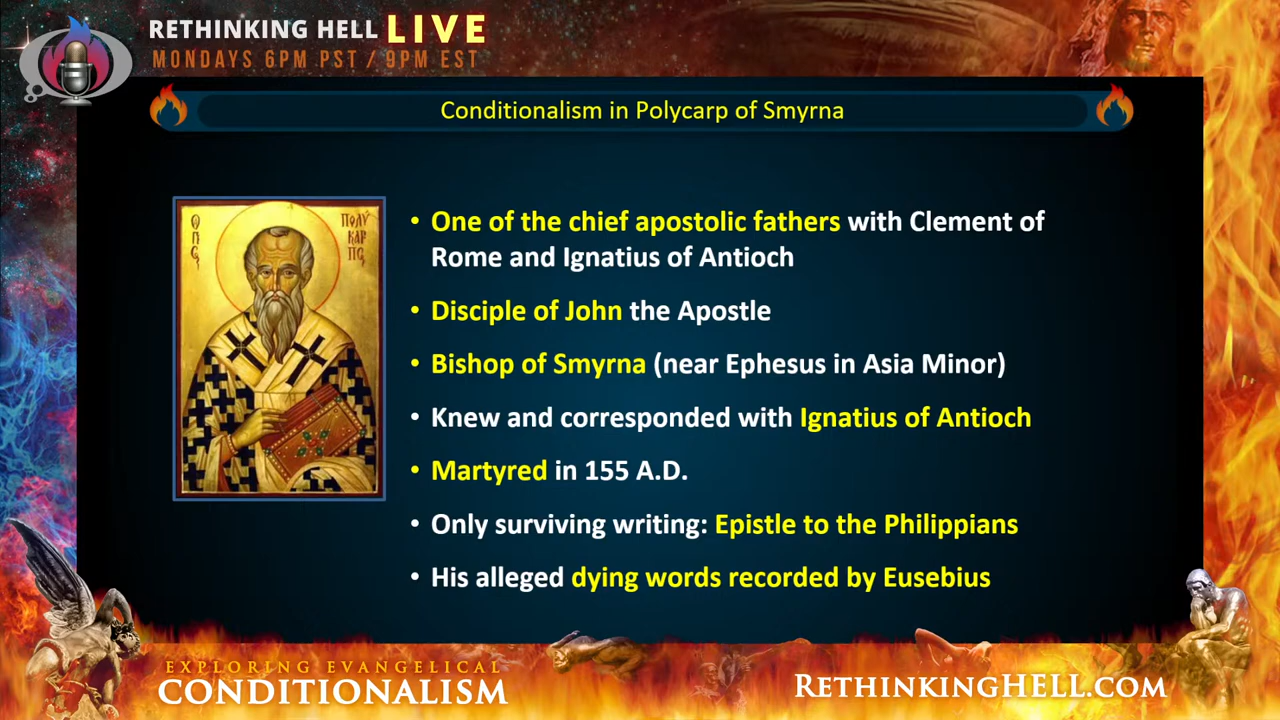 RETHINKING HELL LIVE
MONDAYS 6PM PST / 9PM EST
Conditionalism in Polycarp of Smyrna
Ο
ΠΟΛΎ
ΚΑΡ
ΠΟς
• One of the chief apostolic fathers with Clement of
Rome and Ignatius of Antioch
• Disciple of John the Apostle
• Bishop of Smyrna (near Ephesus in Asia Minor)
• Knew and corresponded with Ignatius of Antioch
• Martyred in 155 A.D.
• Only surviving writing: Epistle to the Philippians
• His alleged dying words recorded by Eusebius
EXPLORING EVANGELICAL
CONDITIONALISM
RETHINKINGHELL.COM